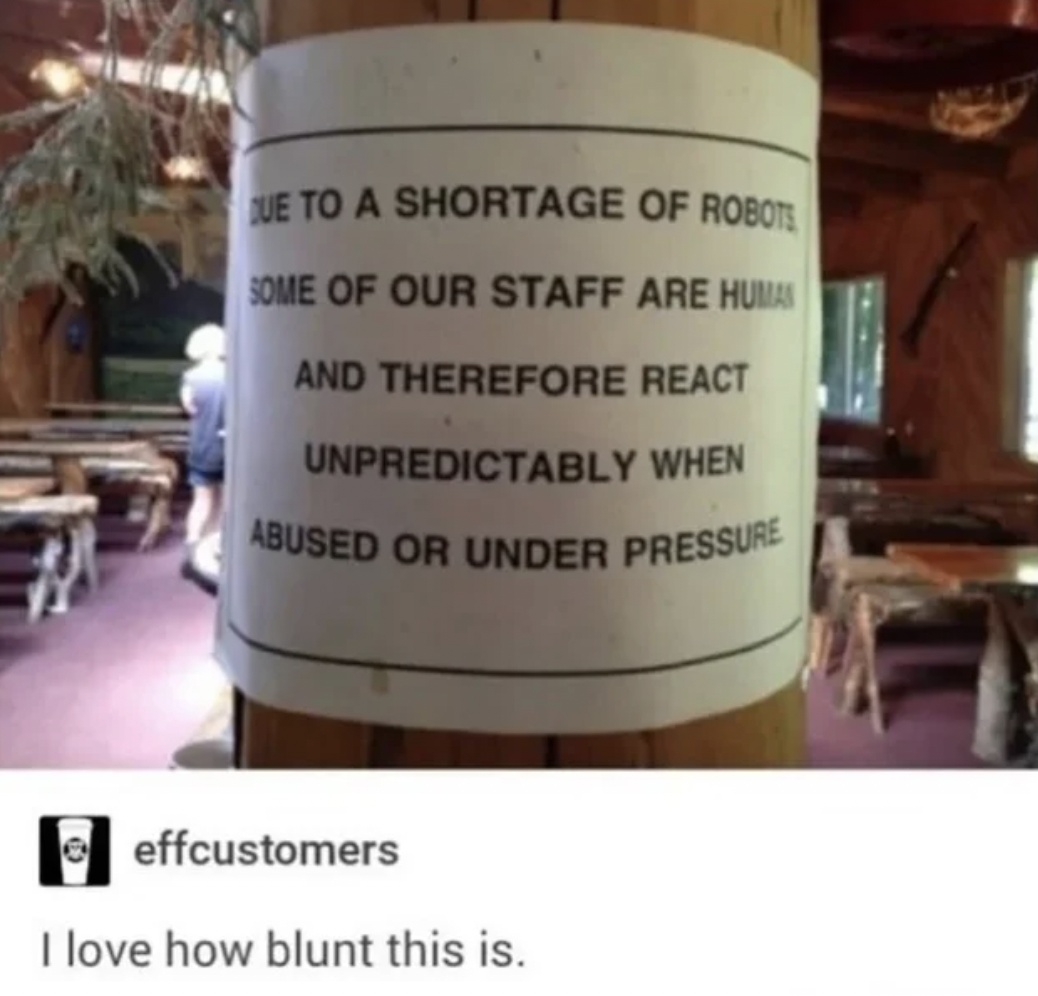 DUE TO A SHORTAGE OF ROBOTS,
SOME OF OUR STAFF ARE HUMAN
AND THEREFORE REACT
UNPREDICTABLY WHEN
ABUSED OR UNDER PRESSURE.
effcustomers
I love how blunt this is.